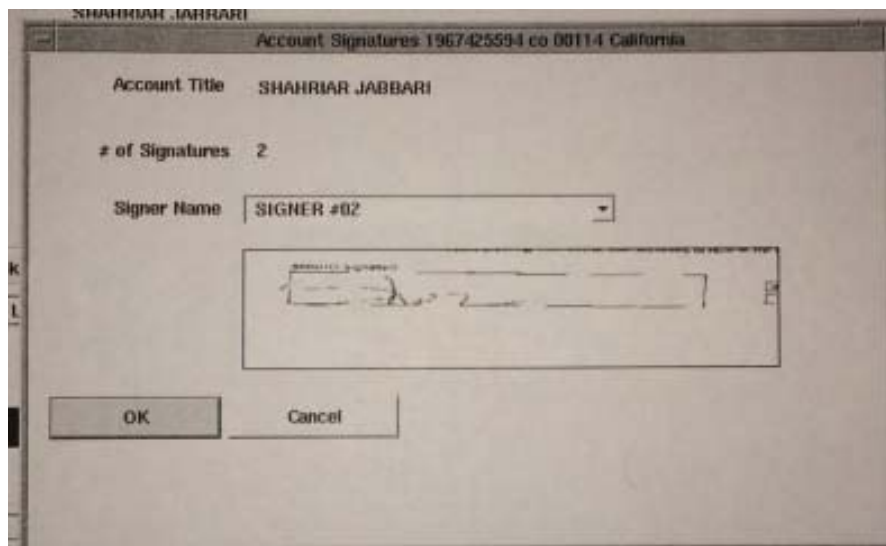 SHAHRIAR JABBARI
Account Signatures 1967425594 co 00114 California
Account Title SHAHRIAR JABBARI
# of Signatures 2
Signer Name SIGNER #02
K
L
OK Cancel